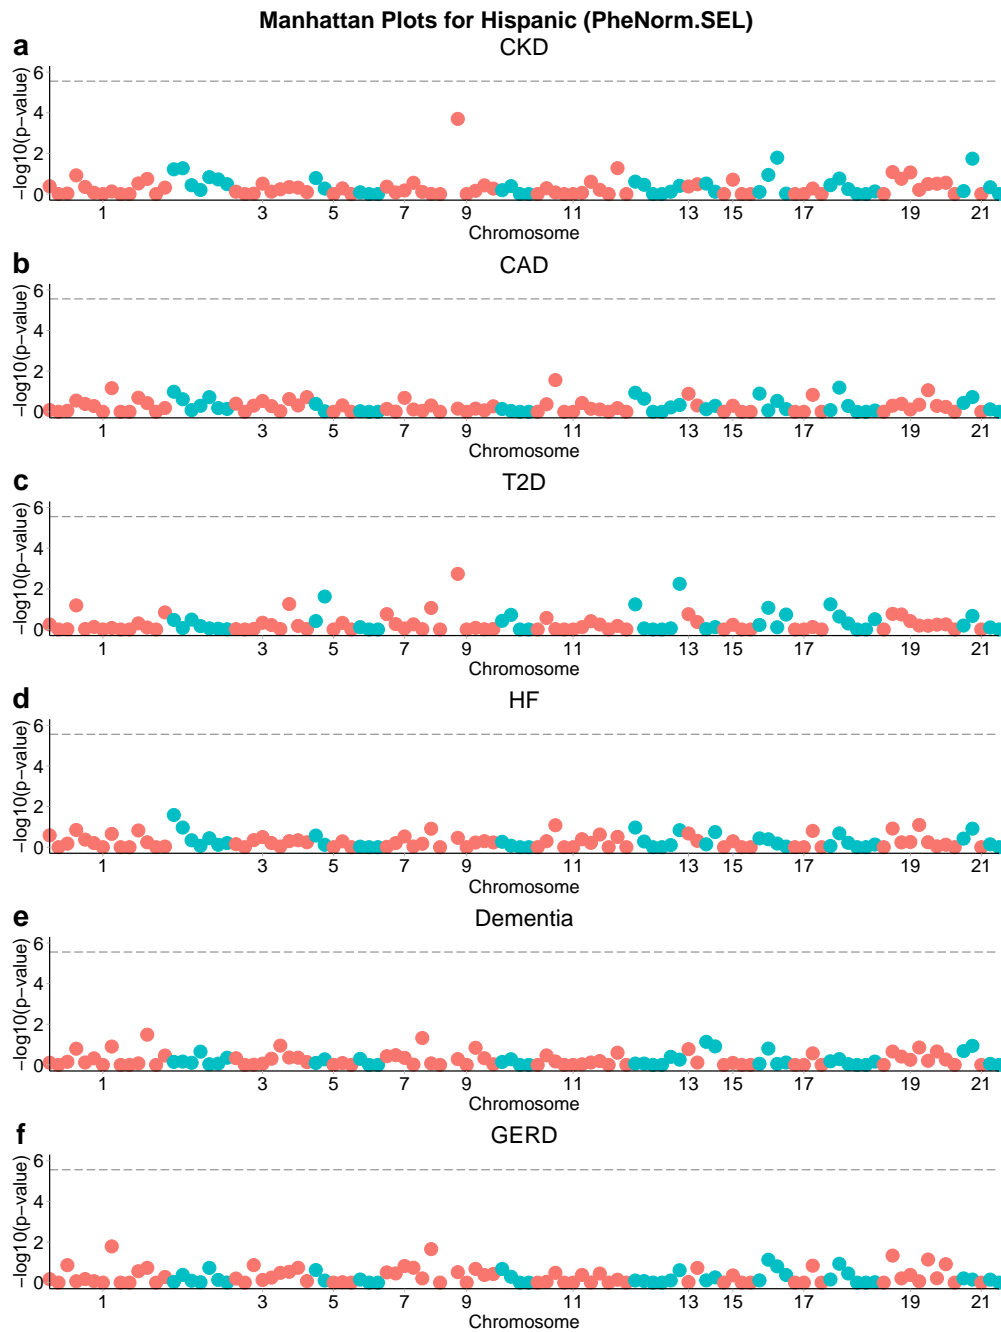 Manhattan Plots for Hispanic (PheNorm.SEL)
a
CKD
−log10(p−value)
6
4
2
0
1 3 5 7 9 11 13 15 17 19 21
Chromosome
b
CAD
−log10(p−value)
6
4
2
0
1 3 5 7 9 11 13 15 17 19 21
Chromosome
c
T2D
−log10(p−value)
6
4
2
0
1 3 5 7 9 11 13 15 17 19 21
Chromosome
d
HF
−log10(p−value)
6
4
2
0
1 3 5 7 9 11 13 15 17 19 21
Chromosome
e
Dementia
−log10(p−value)
6
4
2
0
1 3 5 7 9 11 13 15 17 19 21
Chromosome
f
GERD
−log10(p−value)
6
4
2
0
1 3 5 7 9 11 13 15 17 19 21
Chromosome